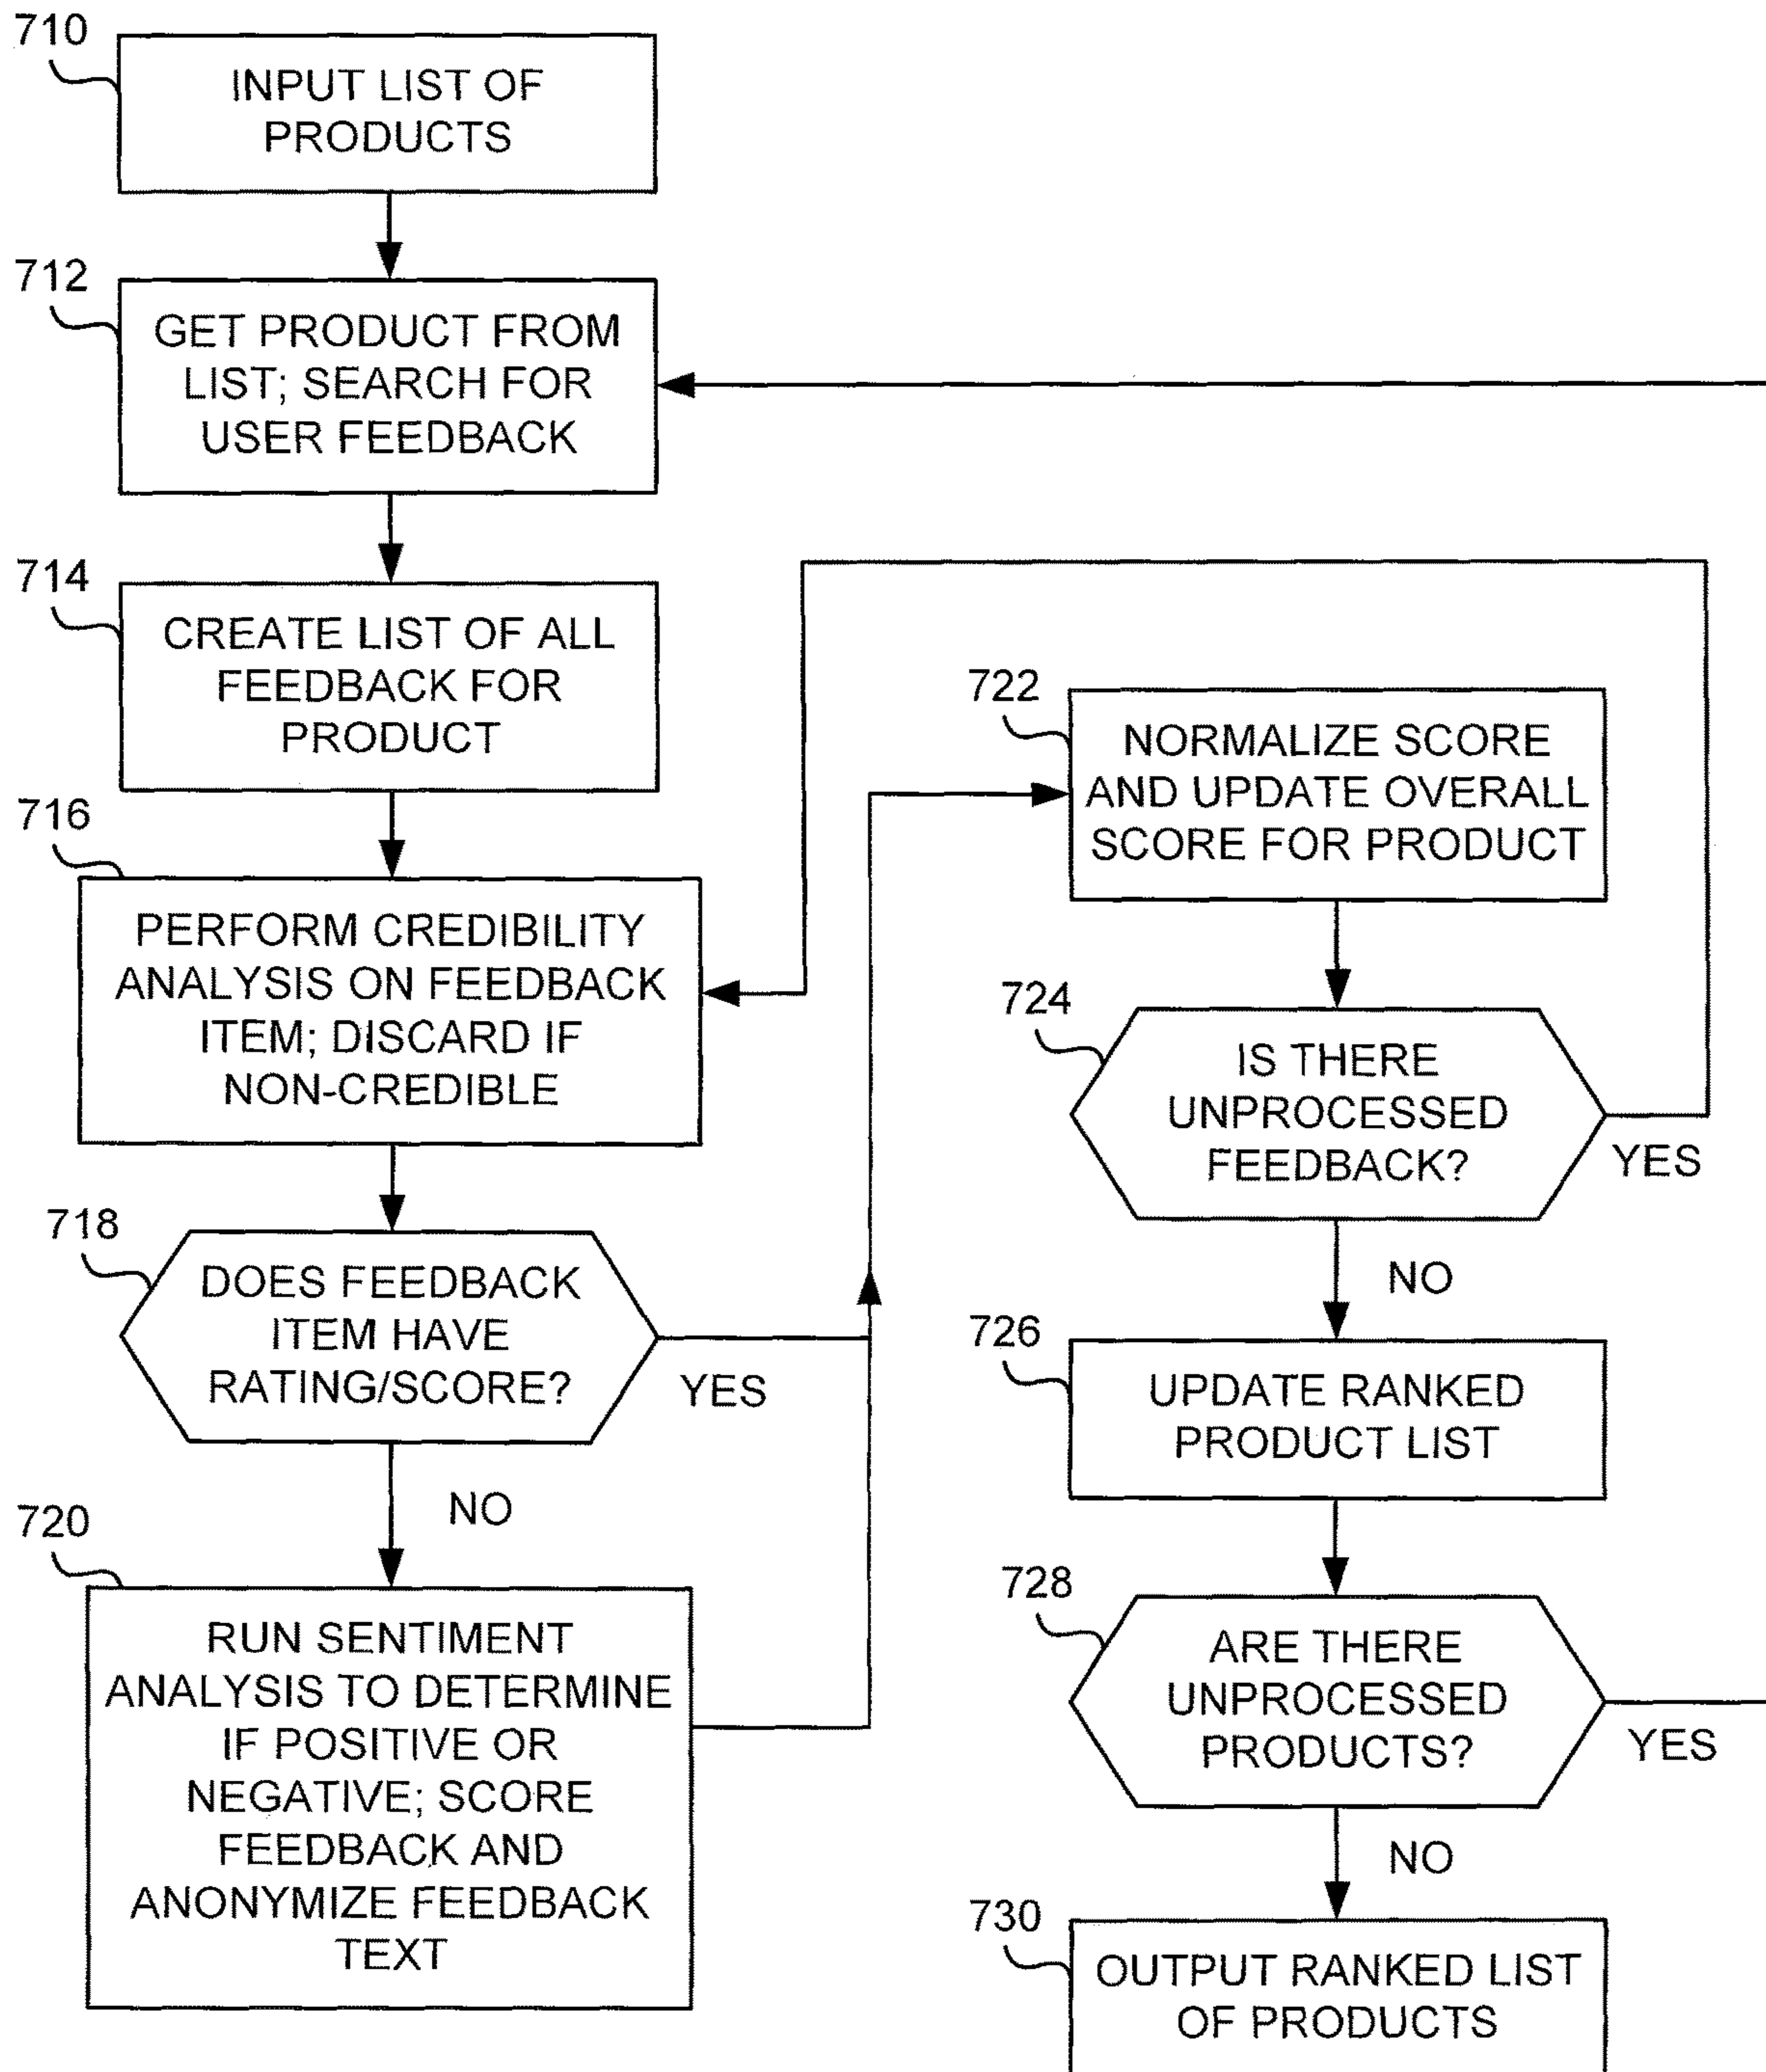 710
INPUT LIST OF
PRODUCTS
712
GET PRODUCT FROM
LIST; SEARCH FOR
USER FEEDBACK
714
CREATE LIST OF ALL
FEEDBACK FOR
PRODUCT
716
PERFORM CREDIBILITY
ANALYSIS ON FEEDBACK
ITEM; DISCARD IF
NON-CREDIBLE
718
DOES FEEDBACK
ITEM HAVE
RATING/SCORE?
YES
NO
720
RUN SENTIMENT
ANALYSIS TO DETERMINE
IF POSITIVE OR
NEGATIVE; SCORE
FEEDBACK AND
ANONYMIZE FEEDBACK
TEXT
722
NORMALIZE SCORE
AND UPDATE OVERALL
SCORE FOR PRODUCT
724
IS THERE
UNPROCESSED
FEEDBACK?
YES
NO
726
UPDATE RANKED
PRODUCT LIST
728
ARE THERE
UNPROCESSED
PRODUCTS?
YES
NO
730
OUTPUT RANKED LIST
OF PRODUCTS